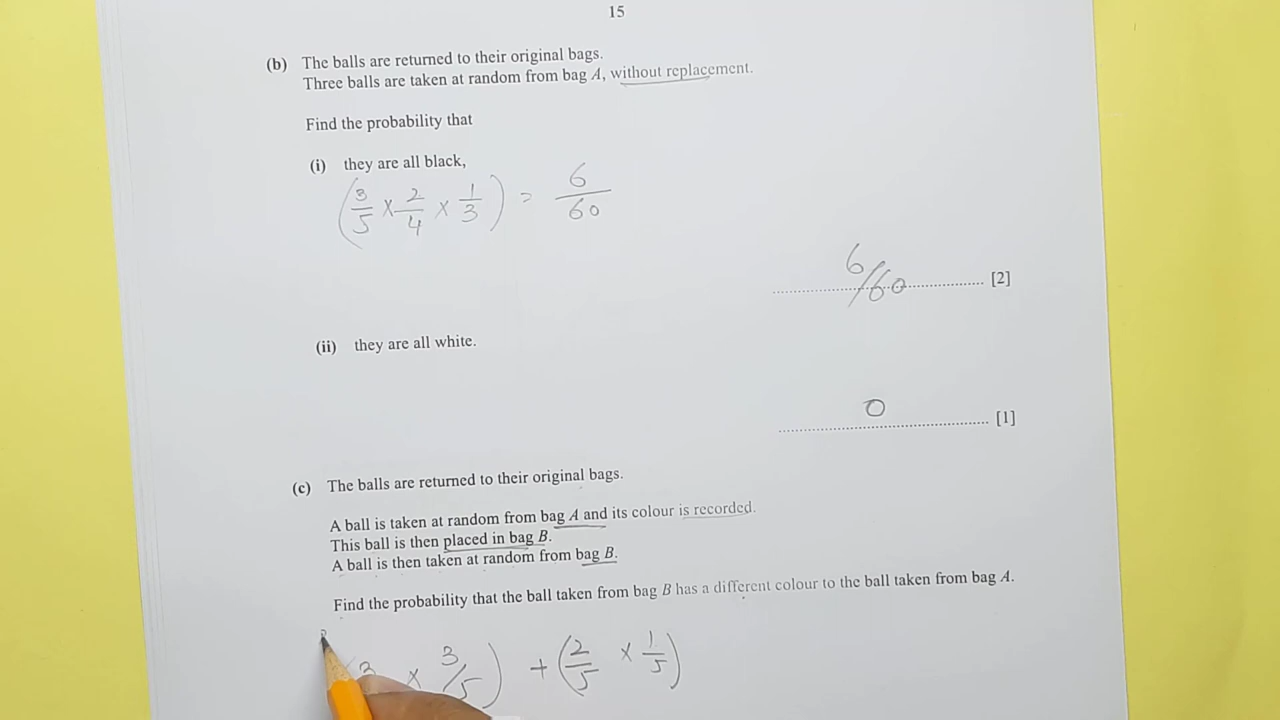 15
(b) The balls are returned to their original bags.
Three balls are taken at random from bag A, without replacement.
Find the probability that
(i) they are all black,
(3/5 × 2/4 × 1/3) = 6/60
6/60 [2]
(ii) they are all white.
0 [1]
(c) The balls are returned to their original bags.
A ball is taken at random from bag A and its colour is recorded.
This ball is then placed in bag B.
A ball is then taken at random from bag B.
Find the probability that the ball taken from bag B has a different colour to the ball taken from bag A.
3 × 3/5) + (2/5 × 1/5)